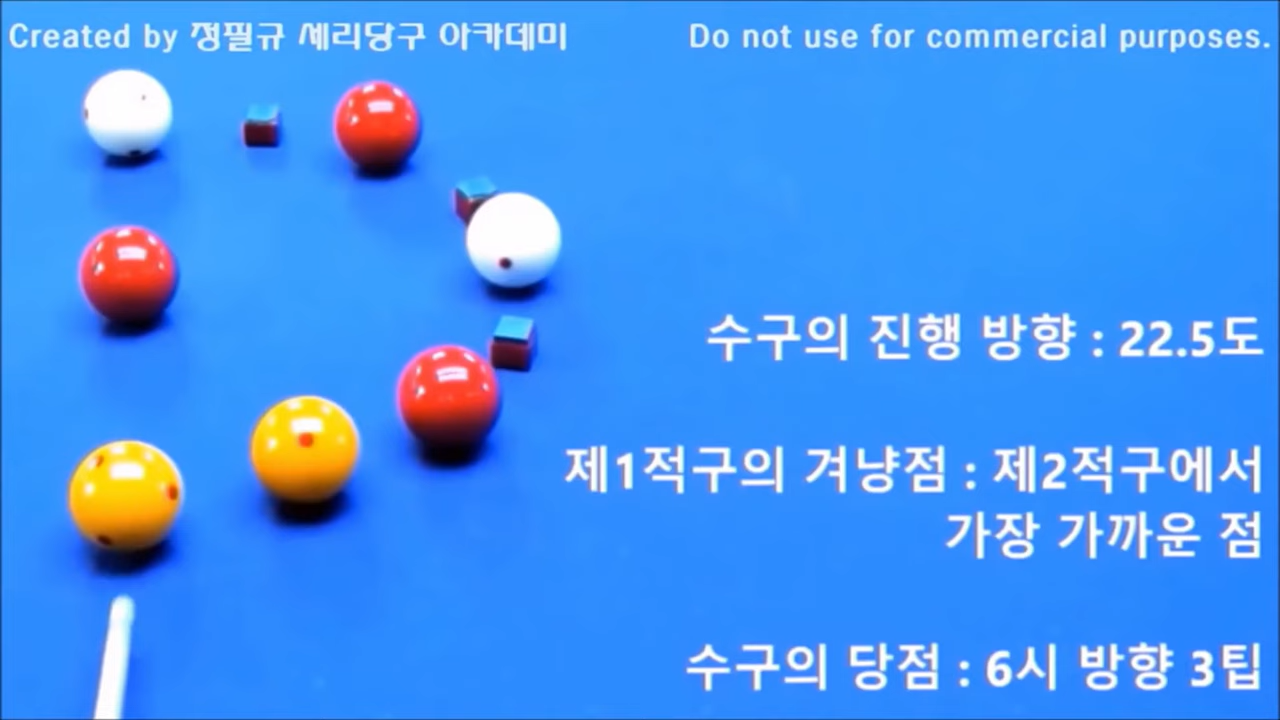 Created by 정필규 세리당구 아카데미
Do not use for commercial purposes.
수구의 진행 방향 : 22.5도
제1적구의 겨냥점 : 제2적구에서
가장 가까운 점
수구의 당점 : 6시 방향 3팁